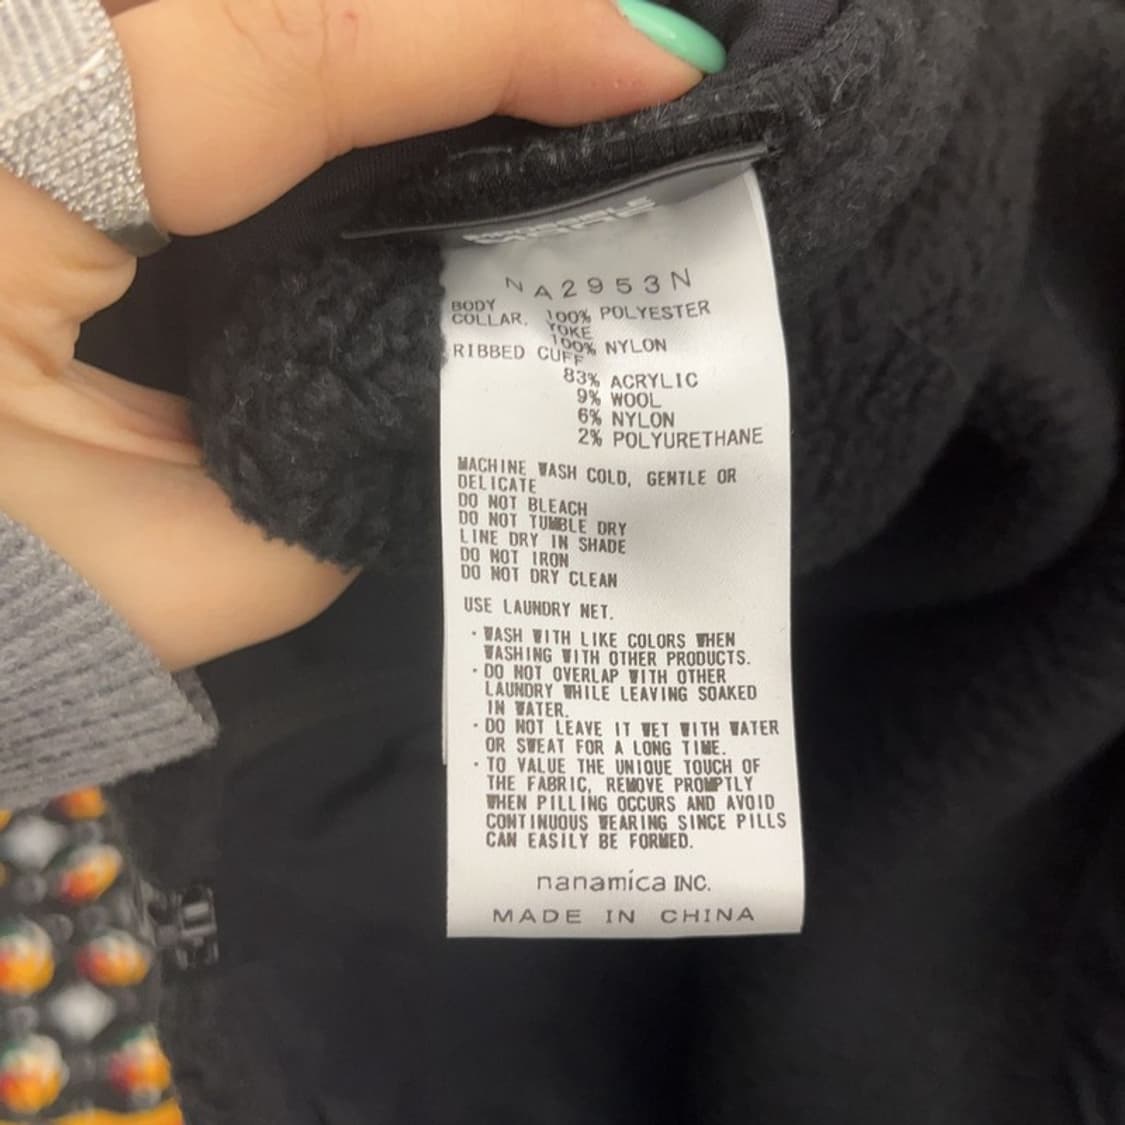 NA2953N
BODY
100% POLYESTER
COLLAR, YOKE
100% NYLON
RIBBED CUFF
83% ACRYLIC
9% WOOL
6% NYLON
2% POLYURETHANE
MACHINE WASH COLD, GENTLE OR
DELICATE
DO NOT BLEACH
DO NOT TUMBLE DRY
LINE DRY IN SHADE
DO NOT IRON
DO NOT DRY CLEAN
USE LAUNDRY NET.
・WASH WITH LIKE COLORS WHEN
WASHING WITH OTHER PRODUCTS.
・DO NOT OVERLAP WITH OTHER
LAUNDRY WHILE LEAVING SOAKED
IN WATER.
・DO NOT LEAVE IT WET WITH WATER
OR SWEAT FOR A LONG TIME.
・TO VALUE THE UNIQUE TOUCH OF
THE FABRIC, REMOVE PROMPTLY
WHEN PILLING OCCURS AND AVOID
CONTINUOUS WEARING SINCE PILLS
CAN EASILY BE FORMED.
nanamica INC.
MADE IN CHINA